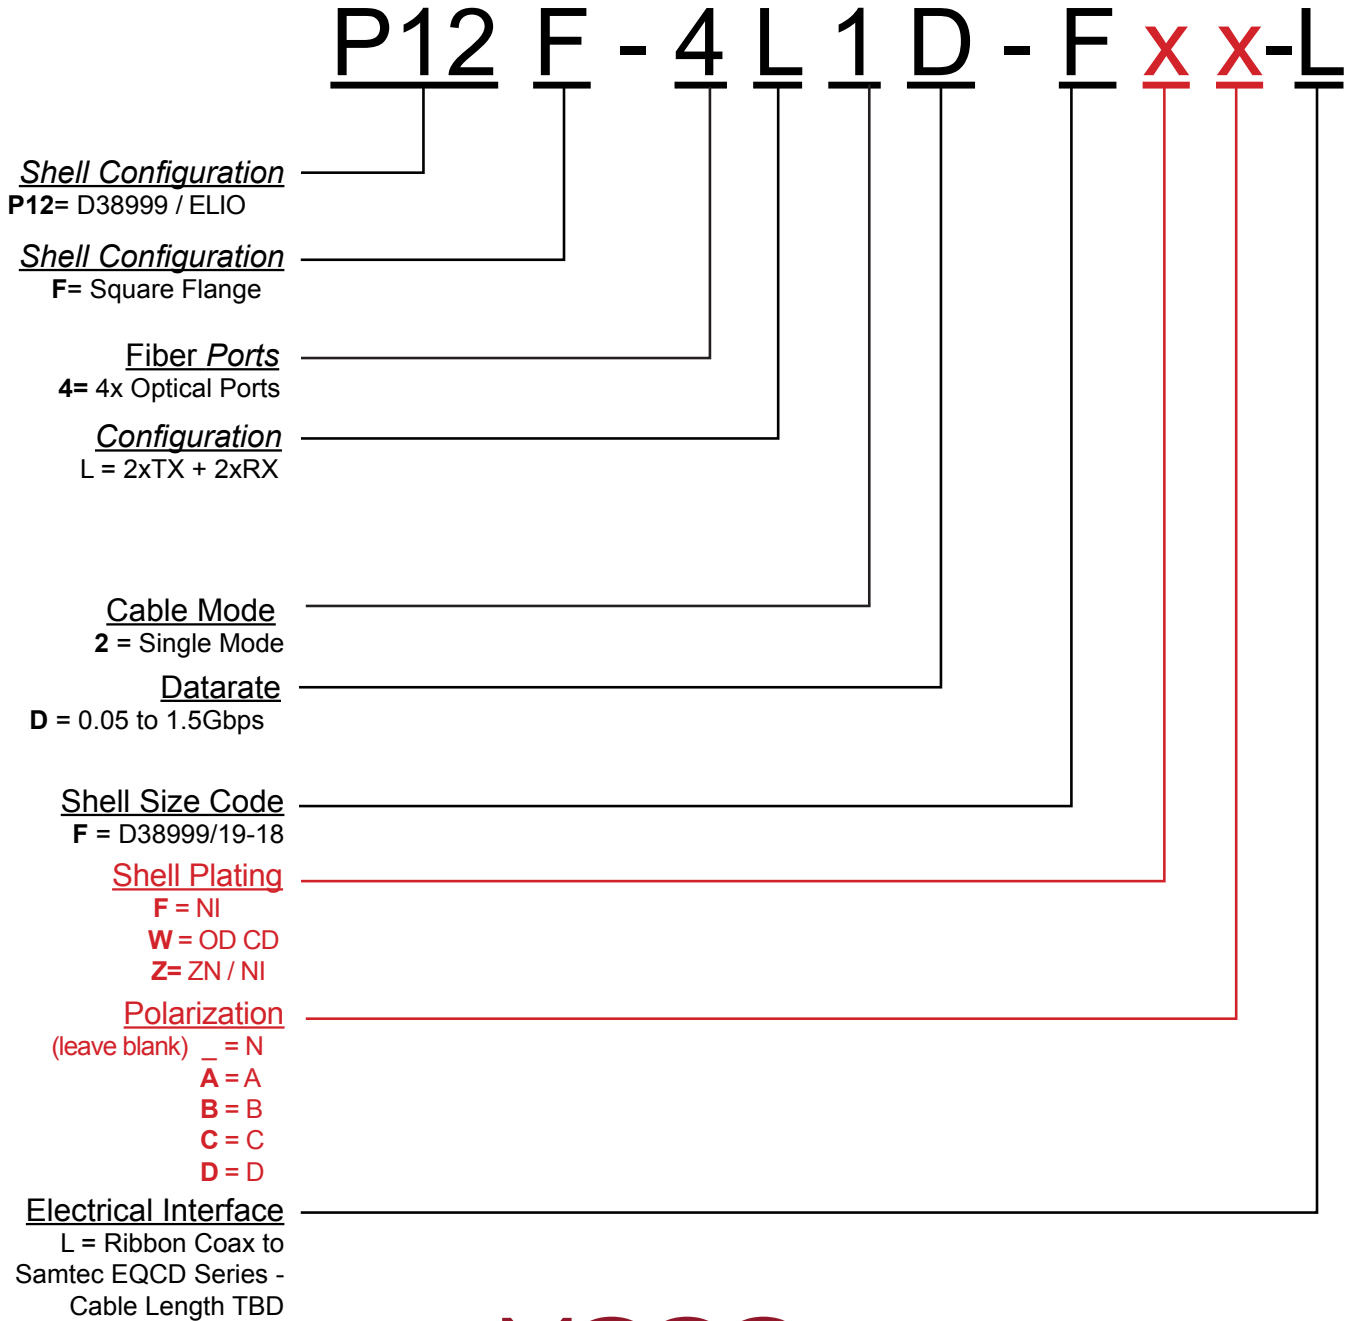 P12 F - 4 L 1 D - F x x-L
Shell Configuration
P12= D38999 / ELIO
Shell Configuration
F= Square Flange
Fiber Ports
4= 4x Optical Ports
Configuration
L = 2xTX + 2xRX
Cable Mode
2 = Single Mode
Datarate
D = 0.05 to 1.5Gbps
Shell Size Code
F = D38999/19-18
Shell Plating
F = NI
W = OD CD
Z= ZN / NI
Polarization
(leave blank) _ = N
A = A
B = B
C = C
D = D
Electrical Interface
L = Ribbon Coax to
Samtec EQCD Series -
Cable Length TBD